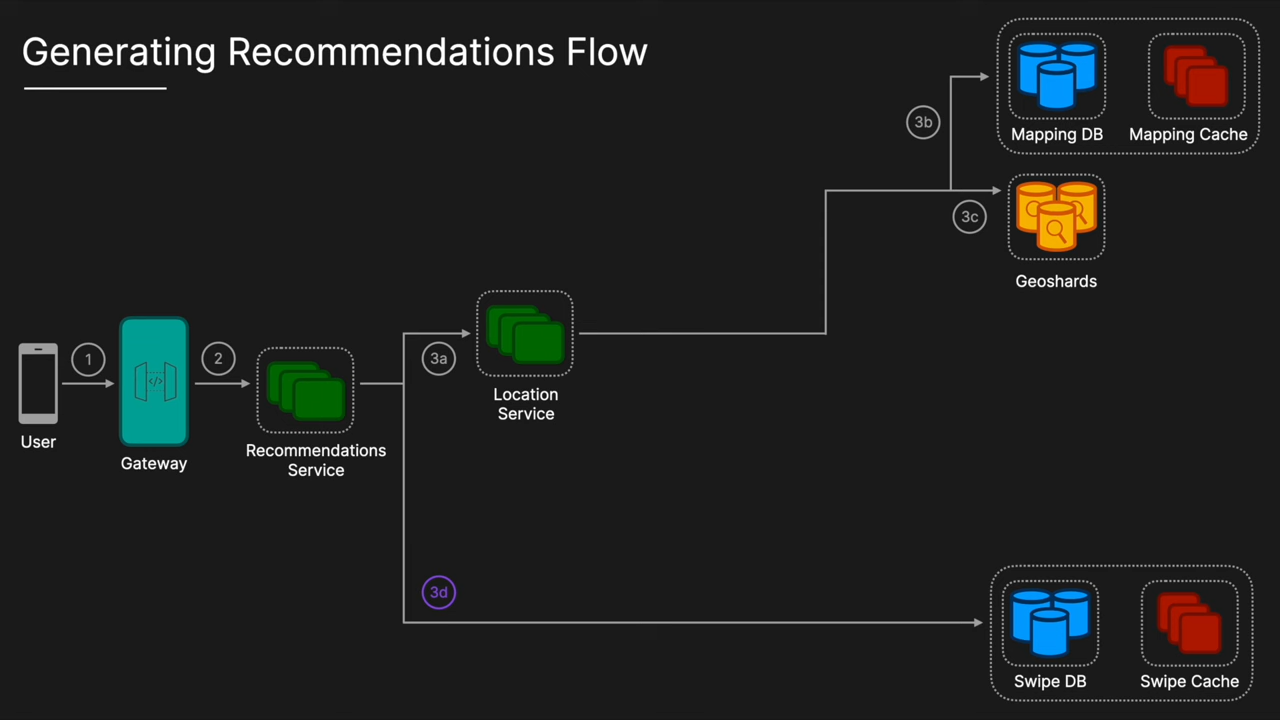 Generating Recommendations Flow
Mapping DB
Mapping Cache
3b
3c
Geoshards
1
2
3a
</>
User
Gateway
Recommendations
Service
Location
Service
3d
Swipe DB
Swipe Cache